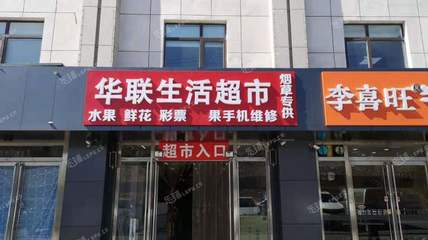 华联生活超市
烟草专供
水果 鲜花 彩票 果手机维修
超市入口
李喜旺